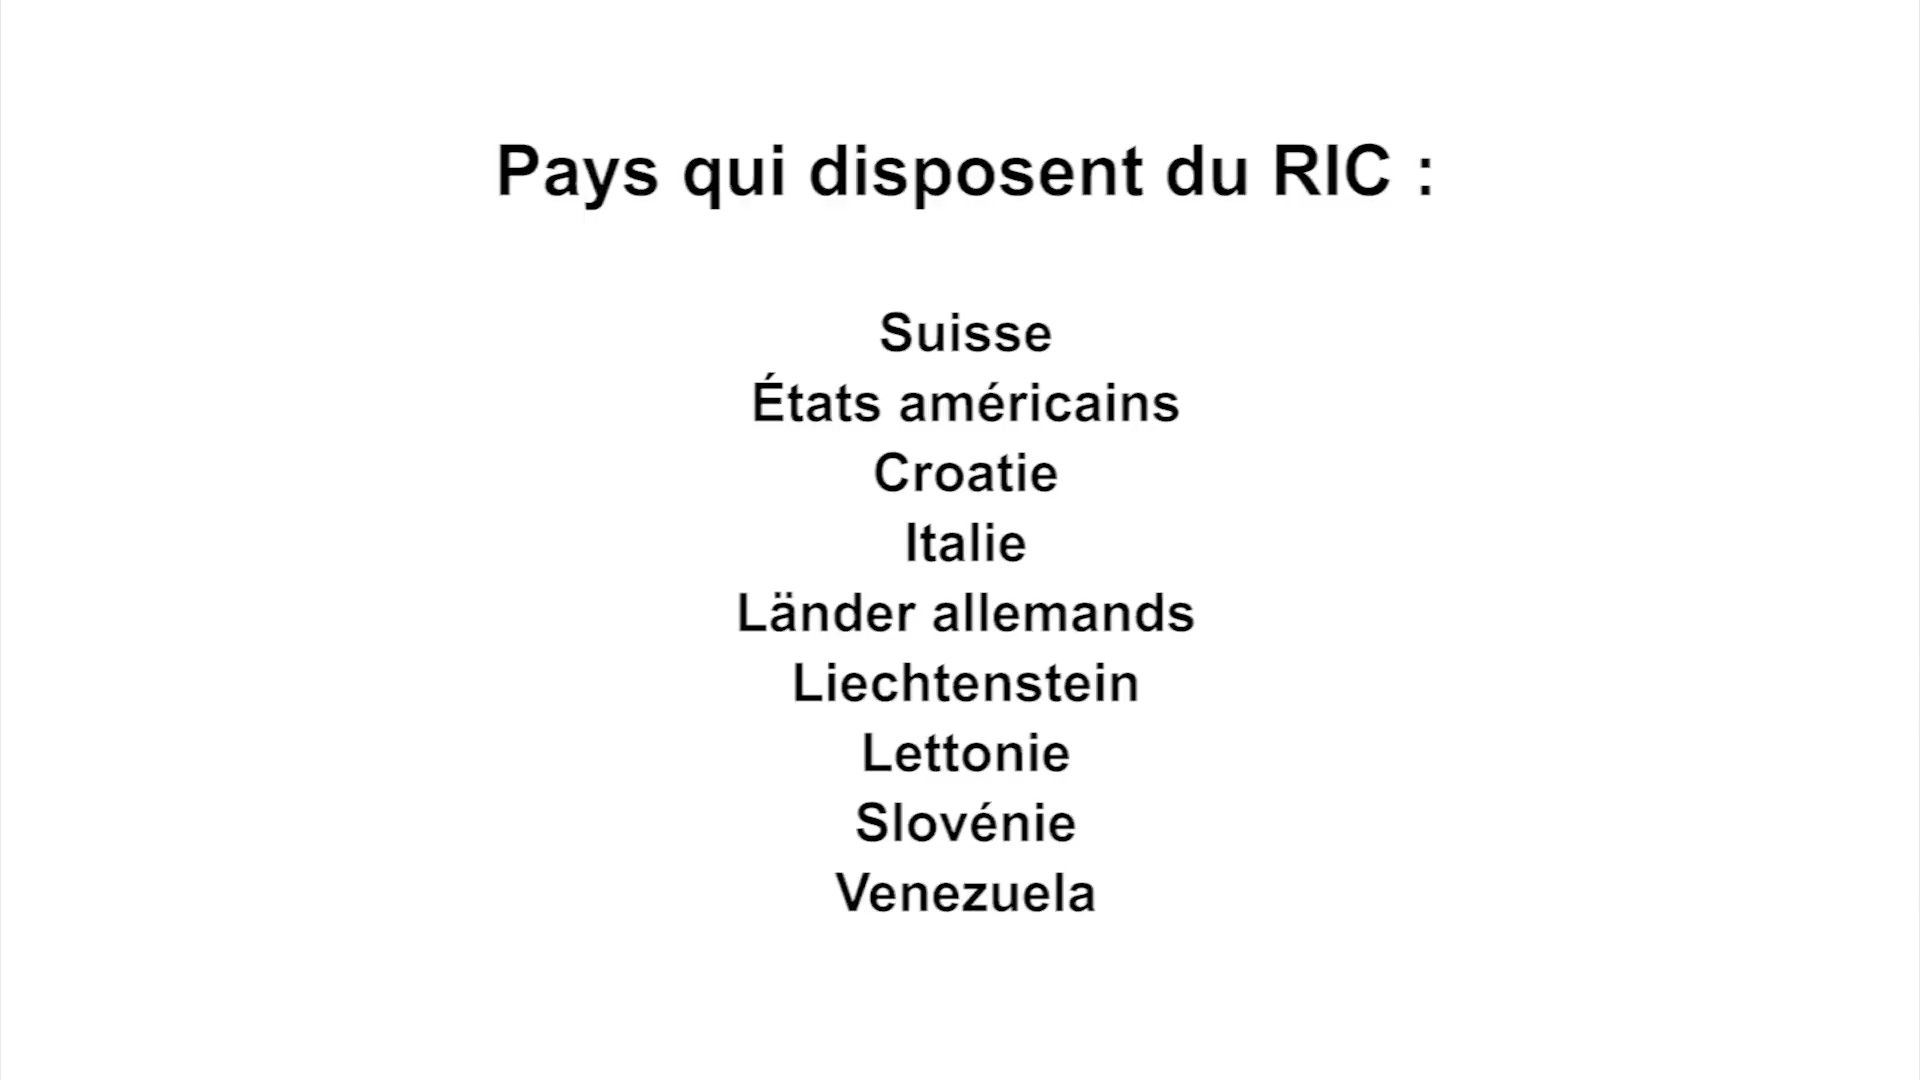 Pays qui disposent du RIC :
Suisse
États américains
Croatie
Italie
Länder allemands
Liechtenstein
Lettonie
Slovénie
Venezuela